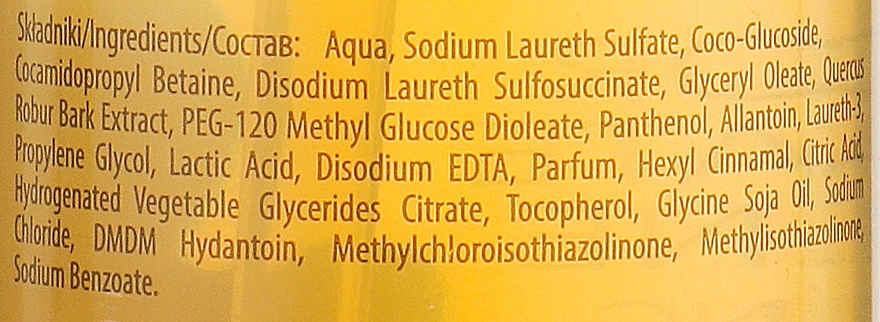 Składniki/Ingredients/Состав: Aqua, Sodium Laureth Sulfate, Coco-Glucoside,
Cocamidopropyl Betaine, Disodium Laureth Sulfosuccinate, Glyceryl Oleate, Quercus
Robur Bark Extract, PEG-120 Methyl Glucose Dioleate, Panthenol, Allantoin, Laureth-3,
Propylene Glycol, Lactic Acid, Disodium EDTA, Parfum, Hexyl Cinnamal, Citric Acid,
Hydrogenated Vegetable Glycerides Citrate, Tocopherol, Glycine Soja Oil, Sodium
Chloride, DMDM Hydantoin, Methylchloroisothiazolinone, Methylisothiazolinone,
Sodium Benzoate.